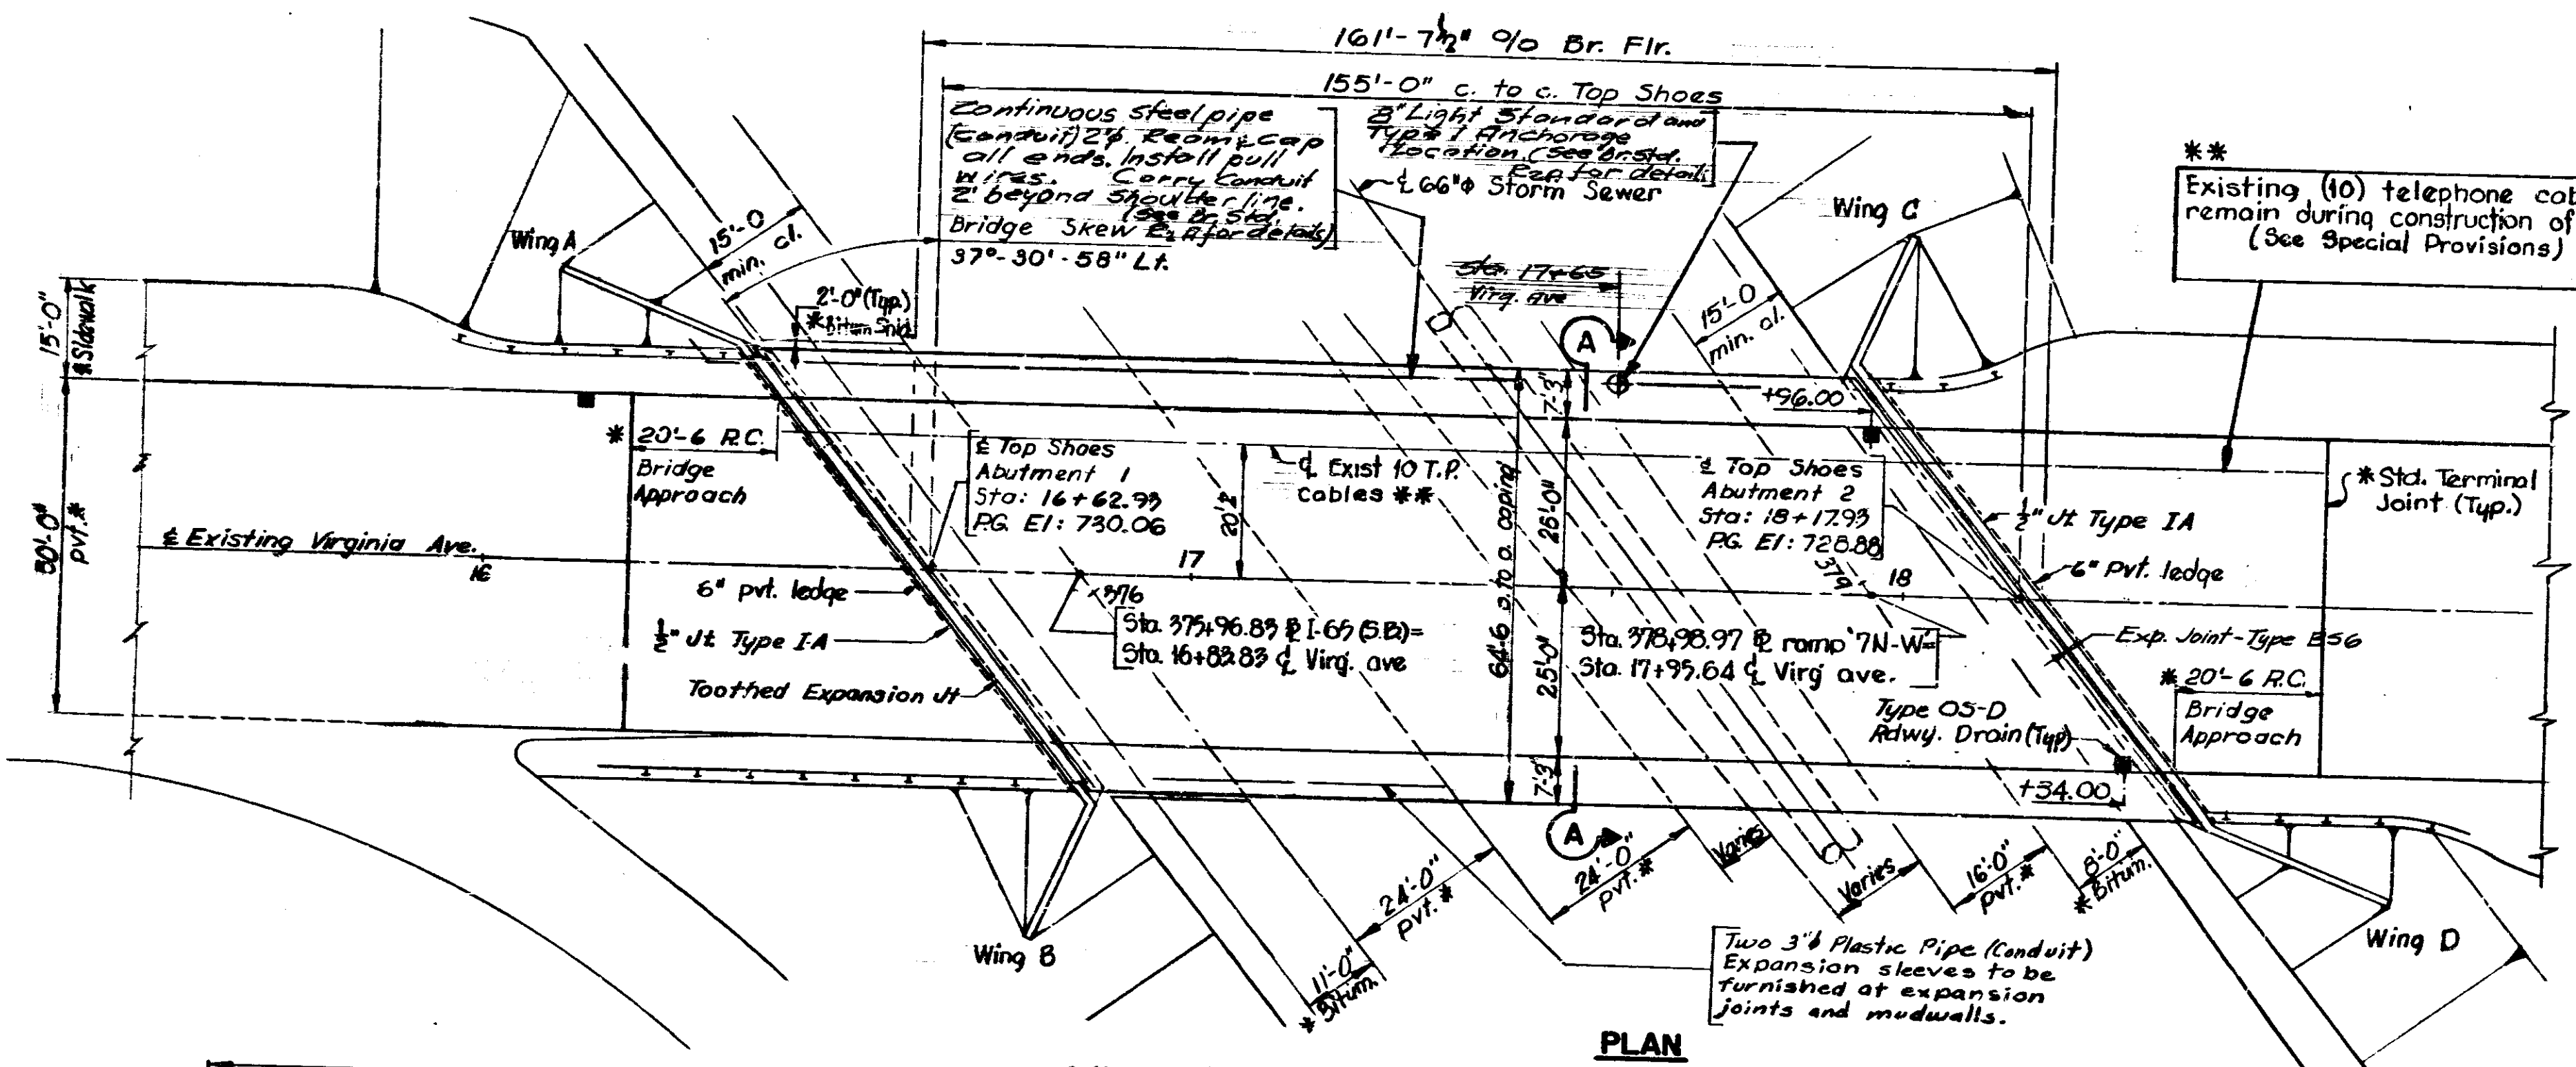 161'-7½" o/o Br. Flr.
155'-0" c. to c. Top Shoes
Continuous steel pipe
(Conduit) 2"φ. Ream & Cap
all ends. Install pull
wires. Carry Conduit
2' beyond shoulder line.
(See Br. Std.
E2A for details)
Bridge Skew
37°-30'-58" Lt.
8" Light Standard and
Type 1 Anchorage
Location. (See Br. Std.
E2A for details)
℄ 66"φ Storm Sewer
**
Existing (10) telephone cab
remain during construction of
(See Special Provisions)
Wing A
Wing C
15'-0
min. cl.
2'-0" (Typ.)
* Bitum Shld.
Sta. 17+65
Virg. Ave
15'-0
min. cl.
15'-0"
* Sidewalk
A
7'-3"
+96.00
* 20'-6 R.C.
Bridge
Approach
℄ Top Shoes
Abutment 1
Sta: 16+62.93
P.G. El: 730.06
℄ Exist 10 T.P.
cables **
20'±
64'-6 o. to o. coping
25'-0"
℄ Top Shoes
Abutment 2
Sta: 18+17.93
P.G. El: 728.88
* Std. Terminal
Joint (Typ.)
½" Jt. Type IA
80'-0"
pvt.*
℄ Existing Virginia Ave.
16
17
18
379
6" pvt. ledge
6" pvt. ledge
376
½" Jt. Type I-A
Sta. 375+96.83 ℞ I-65 (S.B.)=
Sta. 16+83.83 ℄ Virg. ave
25'-0"
Sta. 378+98.97 ℞ ramp "7N-W"=
Sta. 17+95.64 ℄ Virg ave.
Exp. Joint-Type BS6
Toothed Expansion Jt
* 20'-6 R.C.
Bridge
Approach
Type OS-D
Rdwy. Drain (Typ)
7'-3"
+34.00
A
Wing B
11'-0"
* Bitum.
24'-0"
pvt.*
24'-0"
pvt.*
Varies
Varies
16'-0"
pvt.*
8'-0"
* Bitum.
Wing D
Two 3"φ Plastic Pipe (Conduit)
Expansion sleeves to be
furnished at expansion
joints and mudwalls.
PLAN